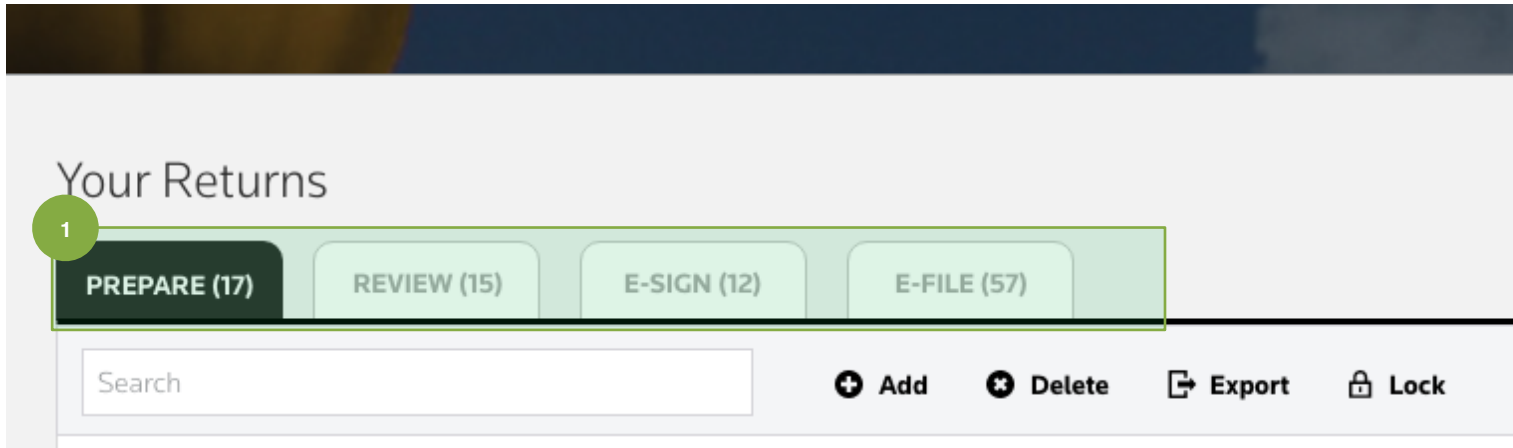 Your Returns
1
PREPARE (17) REVIEW (15) E-SIGN (12) E-FILE (57)
Search Add Delete Export Lock